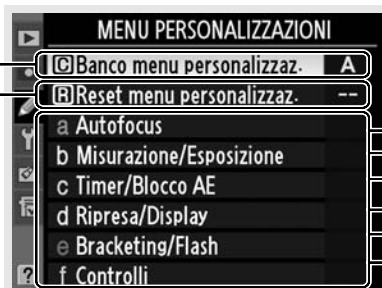 MENU PERSONALIZZAZIONI
C Banco menu personalizzaz. A
R Reset menu personalizzaz. --
a Autofocus
b Misurazione/Esposizione
c Timer/Blocco AE
d Ripresa/Display
e Bracketing/Flash
f Controlli
?